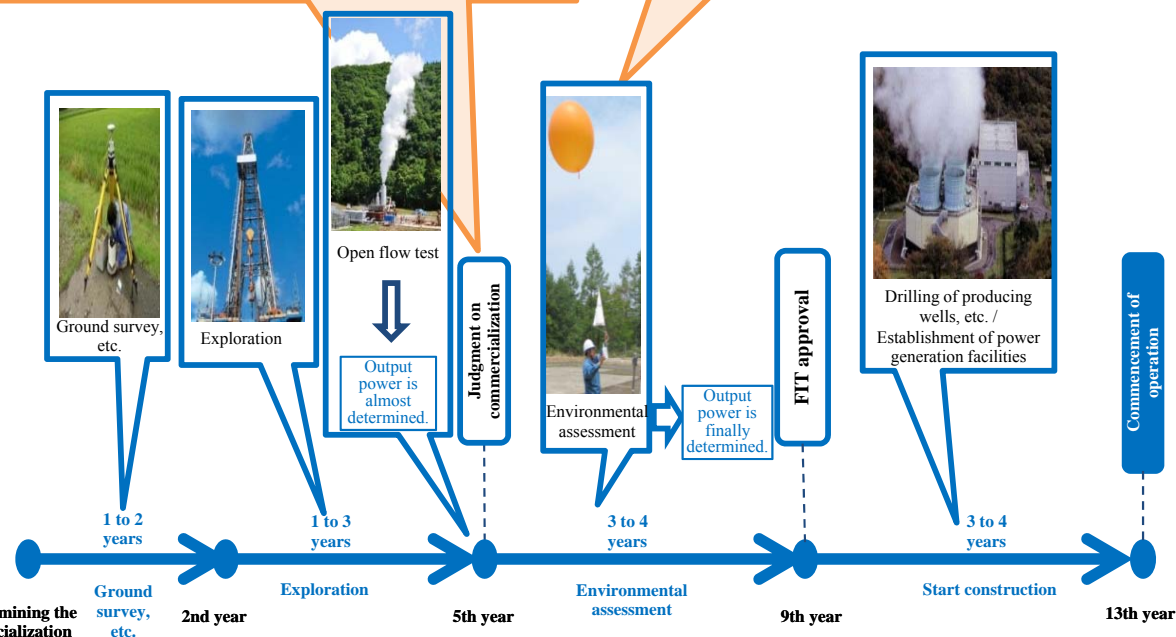 Open flow test
Ground survey,
etc.
Exploration
Output
power is
almost
determined.
Judgment on
commercialization
Environmental
assessment
Output
power is
finally
determined.
FIT approval
Drilling of producing
wells, etc. /
Establishment of power
generation facilities
Commencement of
operation
1 to 2
years
1 to 3
years
3 to 4
years
3 to 4
years
Ground
survey,
etc.
Exploration
Environmental
assessment
Start construction
mining the
cialization
2nd year
5th year
9th year
13th year